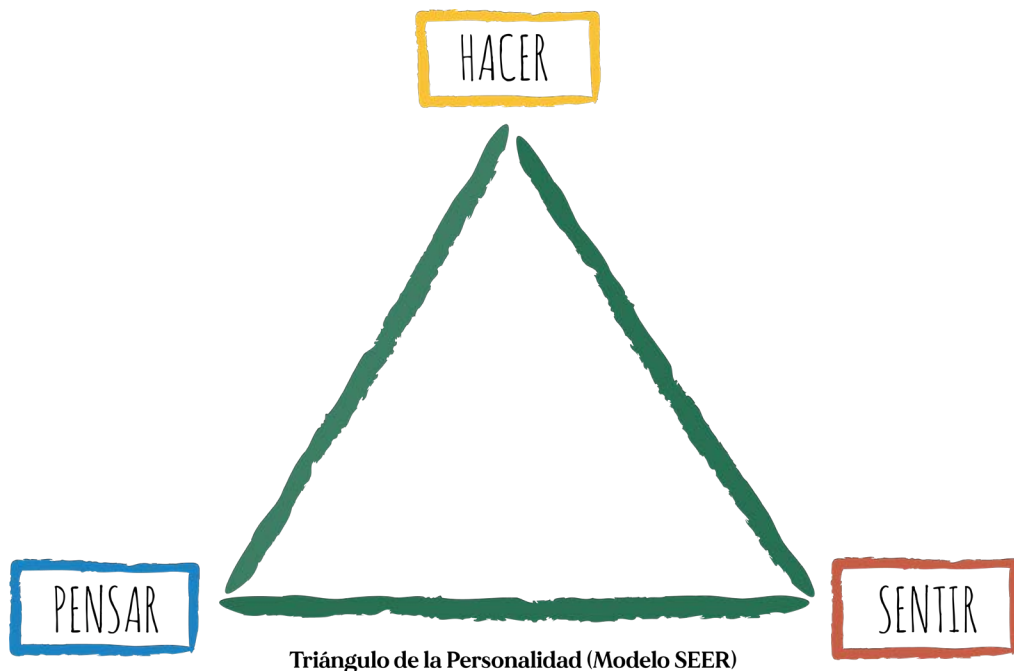 HACER
PENSAR
SENTIR
Triángulo de la Personalidad (Modelo SEER)